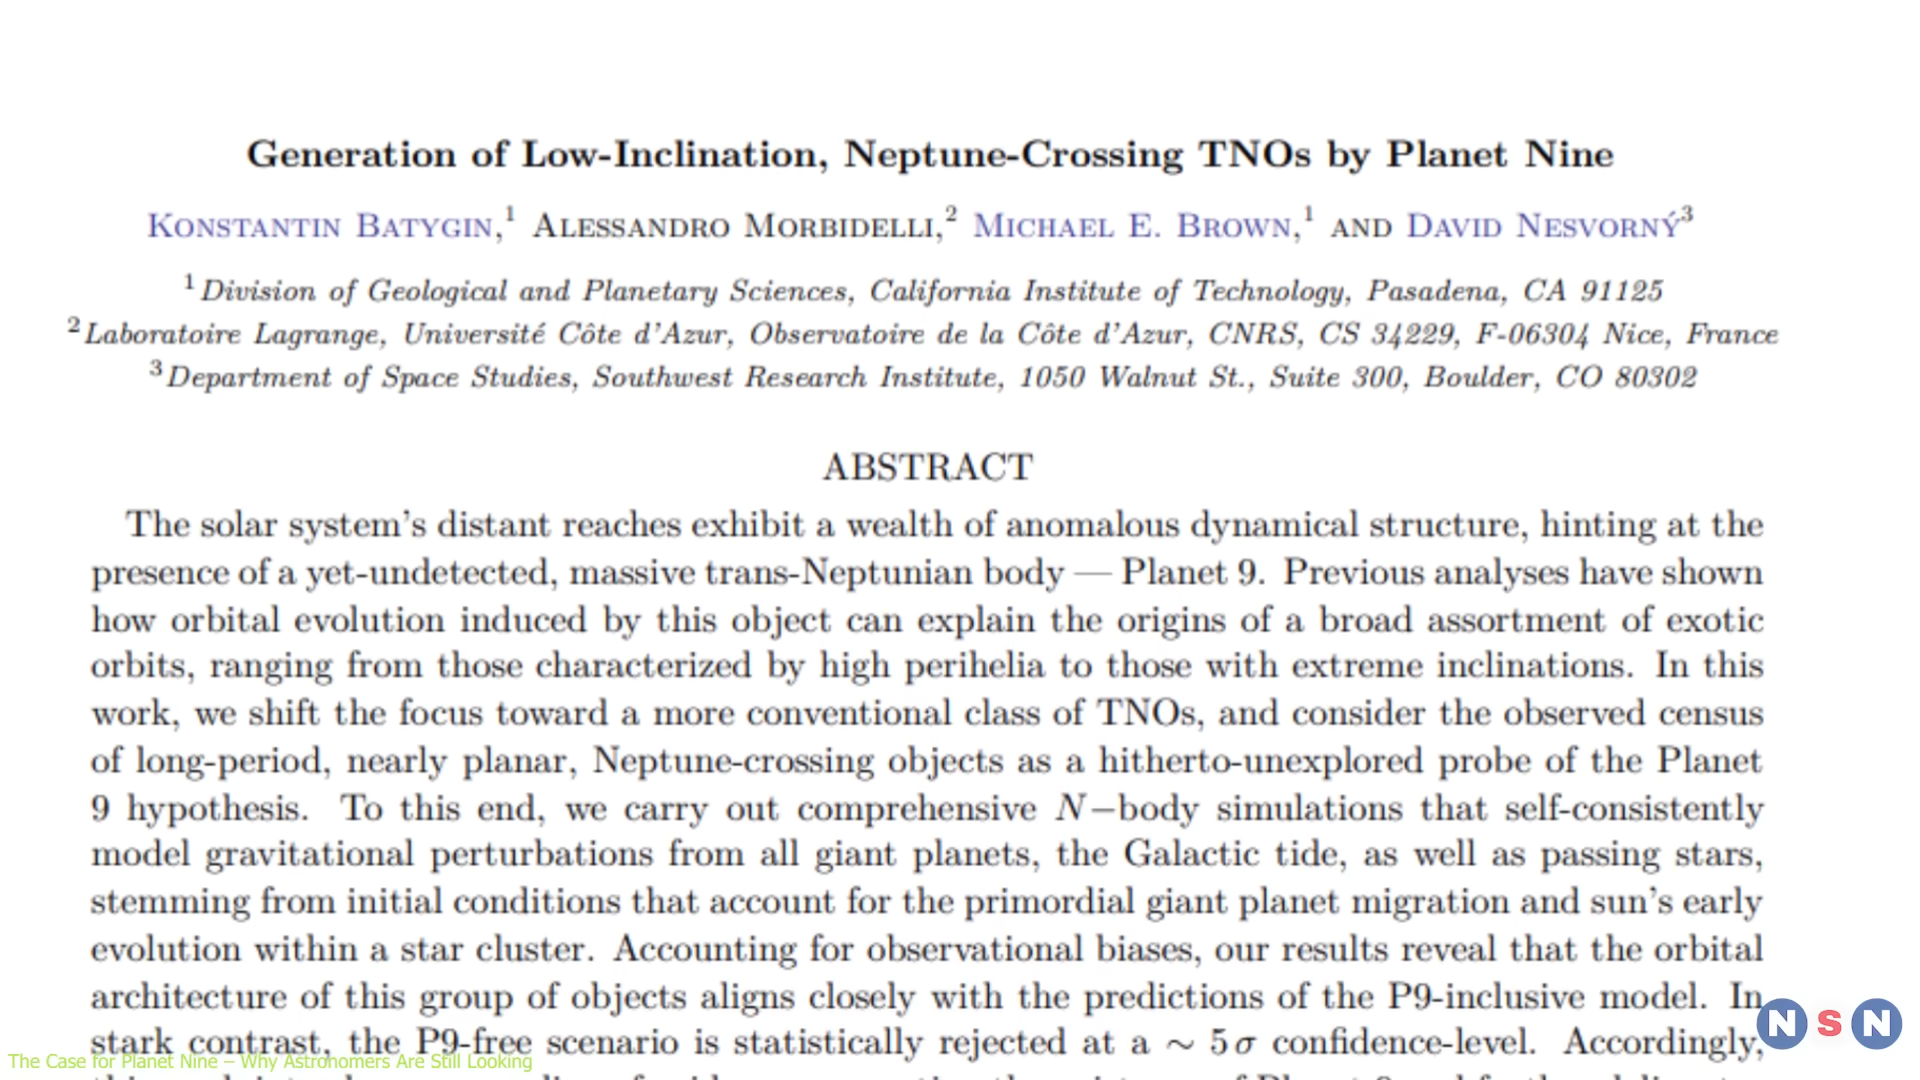 Generation of Low-Inclination, Neptune-Crossing TNOs by Planet Nine
Konstantin Batygin,1 Alessandro Morbidelli,2 Michael E. Brown,1 and David Nesvorný3
1 Division of Geological and Planetary Sciences, California Institute of Technology, Pasadena, CA 91125
2 Laboratoire Lagrange, Université Côte d'Azur, Observatoire de la Côte d'Azur, CNRS, CS 34229, F-06304 Nice, France
3 Department of Space Studies, Southwest Research Institute, 1050 Walnut St., Suite 300, Boulder, CO 80302
ABSTRACT
The solar system's distant reaches exhibit a wealth of anomalous dynamical structure, hinting at the
presence of a yet-undetected, massive trans-Neptunian body — Planet 9. Previous analyses have shown
how orbital evolution induced by this object can explain the origins of a broad assortment of exotic
orbits, ranging from those characterized by high perihelia to those with extreme inclinations. In this
work, we shift the focus toward a more conventional class of TNOs, and consider the observed census
of long-period, nearly planar, Neptune-crossing objects as a hitherto-unexplored probe of the Planet
9 hypothesis. To this end, we carry out comprehensive N−body simulations that self-consistently
model gravitational perturbations from all giant planets, the Galactic tide, as well as passing stars,
stemming from initial conditions that account for the primordial giant planet migration and sun's early
evolution within a star cluster. Accounting for observational biases, our results reveal that the orbital
architecture of this group of objects aligns closely with the predictions of the P9-inclusive model. In
stark contrast, the P9-free scenario is statistically rejected at a ∼ 5 σ confidence-level. Accordingly,
The Case for Planet Nine – Why Astronomers Are Still Looking
N S N